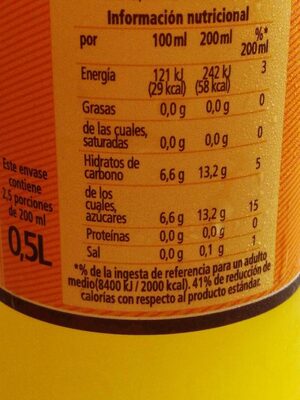 Información nutricional
por 100 ml 200 ml %* 200 ml
Energía 121 kJ (29 kcal) 242 kJ (58 kcal) 3
Grasas 0,0 g 0,0 g 0
de las cuales, saturadas 0,0 g 0,0 g 0
Hidratos de carbono 6,6 g 13,2 g 5
de los cuales, azúcares 6,6 g 13,2 g 15
Proteínas 0,0 g 0,0 g 0
Sal 0,0 g 0,1 g 1
*% de la ingesta de referencia para un adulto
medio(8400 kJ / 2000 kcal). 41% de reducción de
calorías con respecto al producto estándar.
Este envase
contiene
2,5 porciones
de 200 ml
0,5L